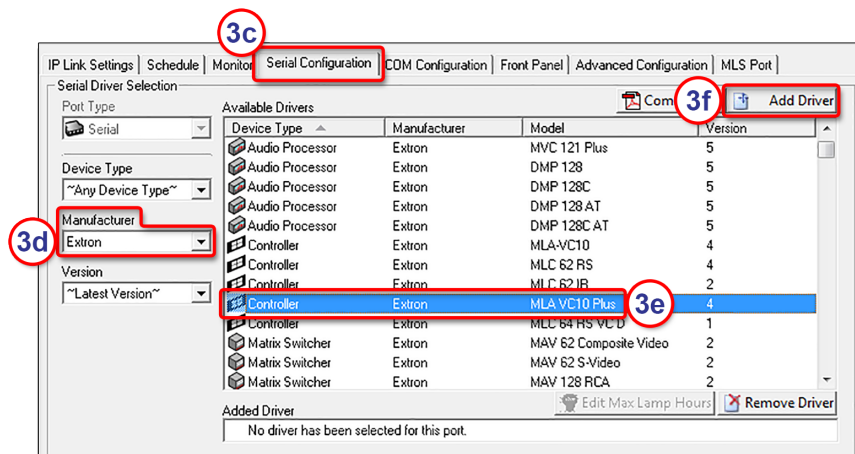 3c
IP Link Settings Schedule Monitor Serial Configuration COM Configuration Front Panel Advanced Configuration MLS Port
Serial Driver Selection
Port Type
Serial
Device Type
~Any Device Type~
Manufacturer
3d
Extron
Version
~Latest Version~
Available Drivers
Com
3f
Add Driver
Device Type Manufacturer Model Version
Audio Processor Extron MVC 121 Plus 5
Audio Processor Extron DMP 128 5
Audio Processor Extron DMP 128C 5
Audio Processor Extron DMP 128 AT 5
Audio Processor Extron DMP 128C AT 5
Controller Extron MLA-VC10 4
Controller Extron MLC 62 RS 4
Controller Extron MLC 62 IR 2
Controller Extron MLA VC10 Plus 3e 4
Controller Extron MLC 64 RS VC D 1
Matrix Switcher Extron MAV 62 Composite Video 2
Matrix Switcher Extron MAV 62 S-Video 2
Matrix Switcher Extron MAV 128 RCA 2
Edit Max Lamp Hours Remove Driver
Added Driver
No driver has been selected for this port.